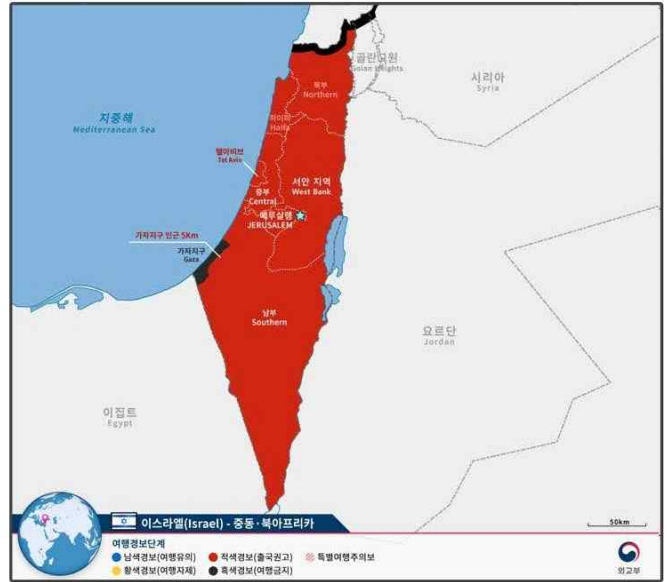 골란고원
Golan Heights
시리아
Syria
북부
Northern
지중해
Mediterranean Sea
하이파
Haifa
텔아비브
Tel Aviv
서안 지역
West Bank
중부
Central
예루살렘
JERUSALEM
가자지구 인근 5Km
가자지구
Gaza
남부
Southern
요르단
Jordan
이집트
Egypt
50km
이스라엘(Israel) - 중동·북아프리카
여행경보단계
남색경보(여행유의) 적색경보(출국권고) 특별여행주의보
황색경보(여행자제) 흑색경보(여행금지)
외교부